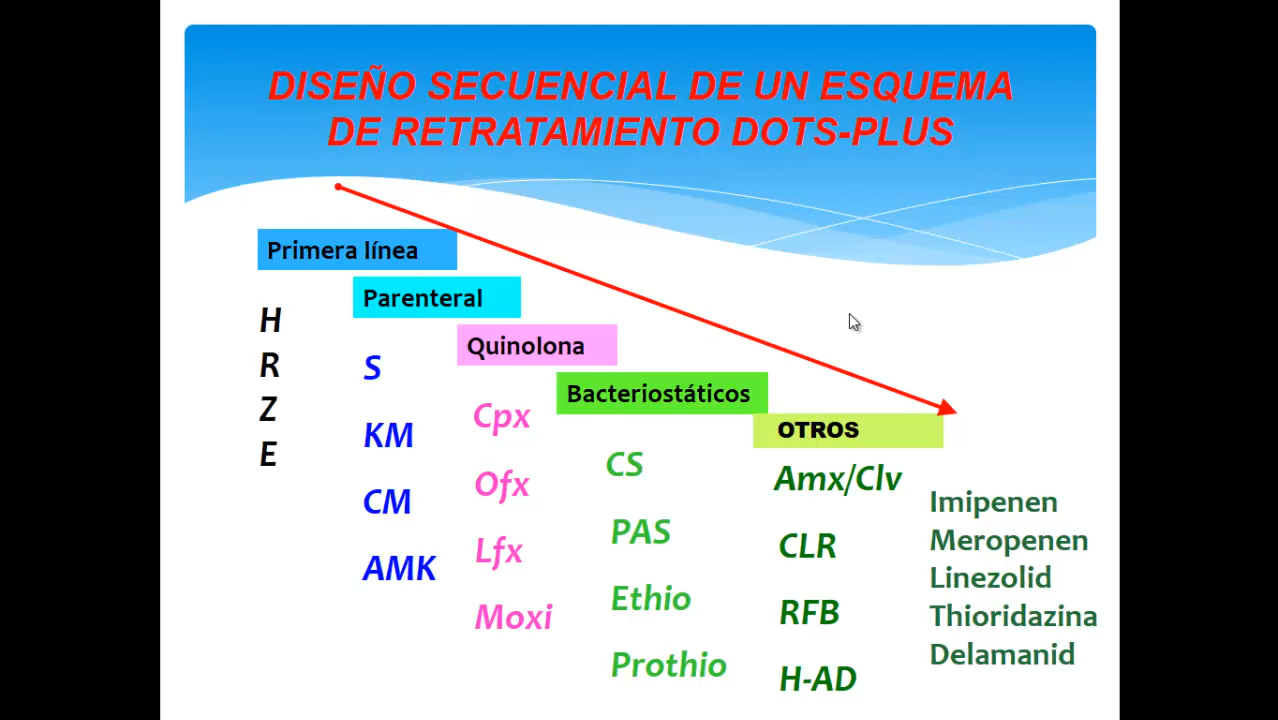 DISEÑO SECUENCIAL DE UN ESQUEMA
DE RETRATAMIENTO DOTS-PLUS
Primera línea
H
R
Z
E
Parenteral
S
KM
CM
AMK
Quinolona
Cpx
Ofx
Lfx
Moxi
Bacteriostáticos
CS
PAS
Ethio
Prothio
OTROS
Amx/Clv
CLR
RFB
H-AD
Imipenen
Meropenen
Linezolid
Thioridazina
Delamanid